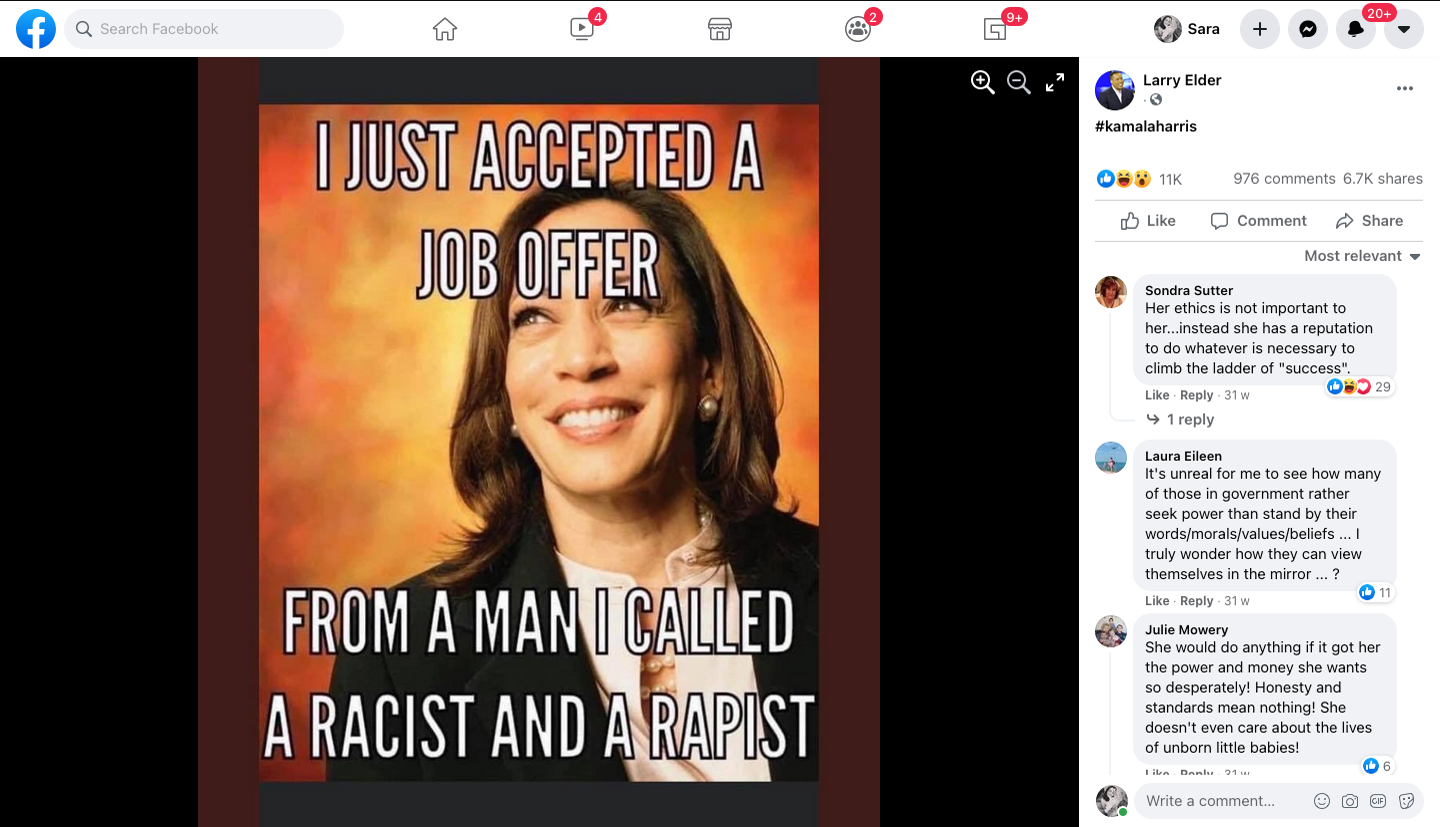 Search Facebook
4
2
9+
Sara
20+
I JUST ACCEPTED A
JOB OFFER
FROM A MAN I CALLED
A RACIST AND A RAPIST
Larry Elder
#kamalaharris
11K
976 comments 6.7K shares
Like Comment Share
Most relevant
Sondra Sutter
Her ethics is not important to
her...instead she has a reputation
to do whatever is necessary to
climb the ladder of "success".
29
Like · Reply · 31 w
1 reply
Laura Eileen
It's unreal for me to see how many
of those in government rather
seek power than stand by their
words/morals/values/beliefs ... I
truly wonder how they can view
themselves in the mirror ... ?
11
Like · Reply · 31 w
Julie Mowery
She would do anything if it got her
the power and money she wants
so desperately! Honesty and
standards mean nothing! She
doesn't even care about the lives
of unborn little babies!
6
Like · Reply · 31 w
Write a comment...
GIF